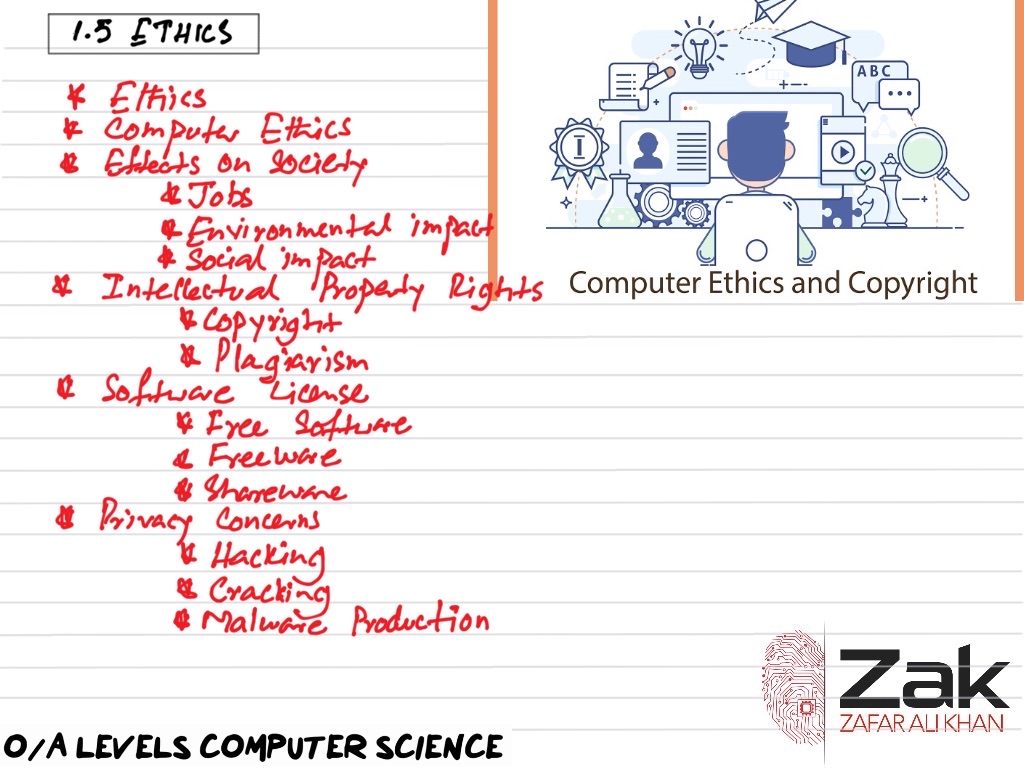 1.5 ETHICS
* Ethics
* Computer Ethics
* Effects on Society
* Jobs
* Environmental impact
* Social impact
* Intellectual Property Rights
* Copyright
* Plagiarism
* Software License
* Free Software
* Freeware
* Shareware
* Privacy Concerns
* Hacking
* Cracking
* Malware Production
ABC
I
Computer Ethics and Copyright
Zak
ZAFAR ALI KHAN
O/A LEVELS COMPUTER SCIENCE